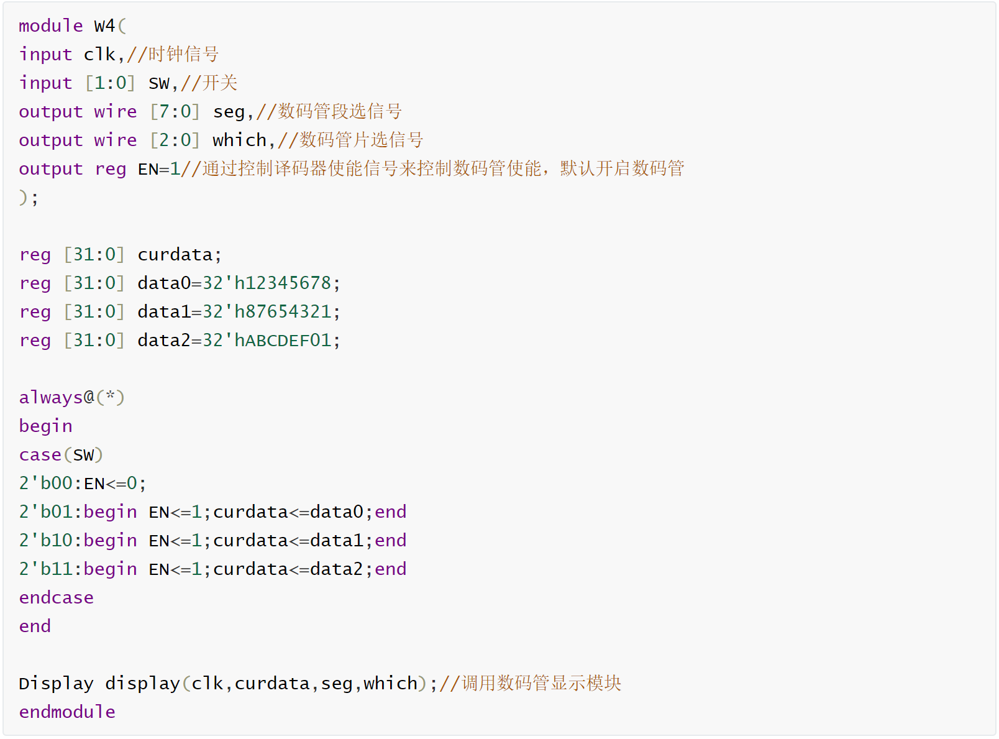 module W4(
input clk,//时钟信号
input [1:0] SW,//开关
output wire [7:0] seg,//数码管段选信号
output wire [2:0] which,//数码管片选信号
output reg EN=1//通过控制译码器使能信号来控制数码管使能，默认开启数码管
);
reg [31:0] curdata;
reg [31:0] data0=32'h12345678;
reg [31:0] data1=32'h87654321;
reg [31:0] data2=32'hABCDEF01;
always@(*)
begin
case(SW)
2'b00:EN<=0;
2'b01:begin EN<=1;curdata<=data0;end
2'b10:begin EN<=1;curdata<=data1;end
2'b11:begin EN<=1;curdata<=data2;end
endcase
end
Display display(clk,curdata,seg,which);//调用数码管显示模块
endmodule